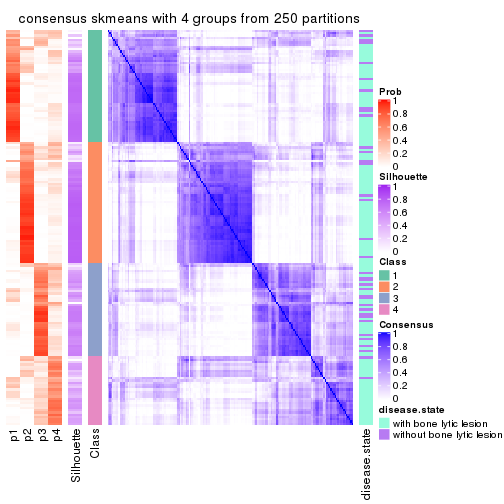 consensus skmeans with 4 groups from 250 partitions
Prob
1
0.8
0.6
0.4
0.2
0
Silhouette
1
0.8
0.6
0.4
0.2
0
Class
1
2
3
4
Consensus
1
0.8
0.6
0.4
0.2
0
disease.state
with bone lytic lesion
without bone lytic lesion
p1
p2
p3
p4
Silhouette
Class
disease.state